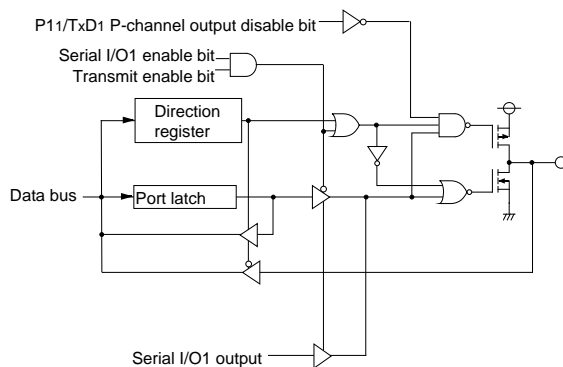 P11/TxD1 P-channel output disable bit
Serial I/O1 enable bit
Transmit enable bit
Direction
register
Data bus
Port latch
Serial I/O1 output